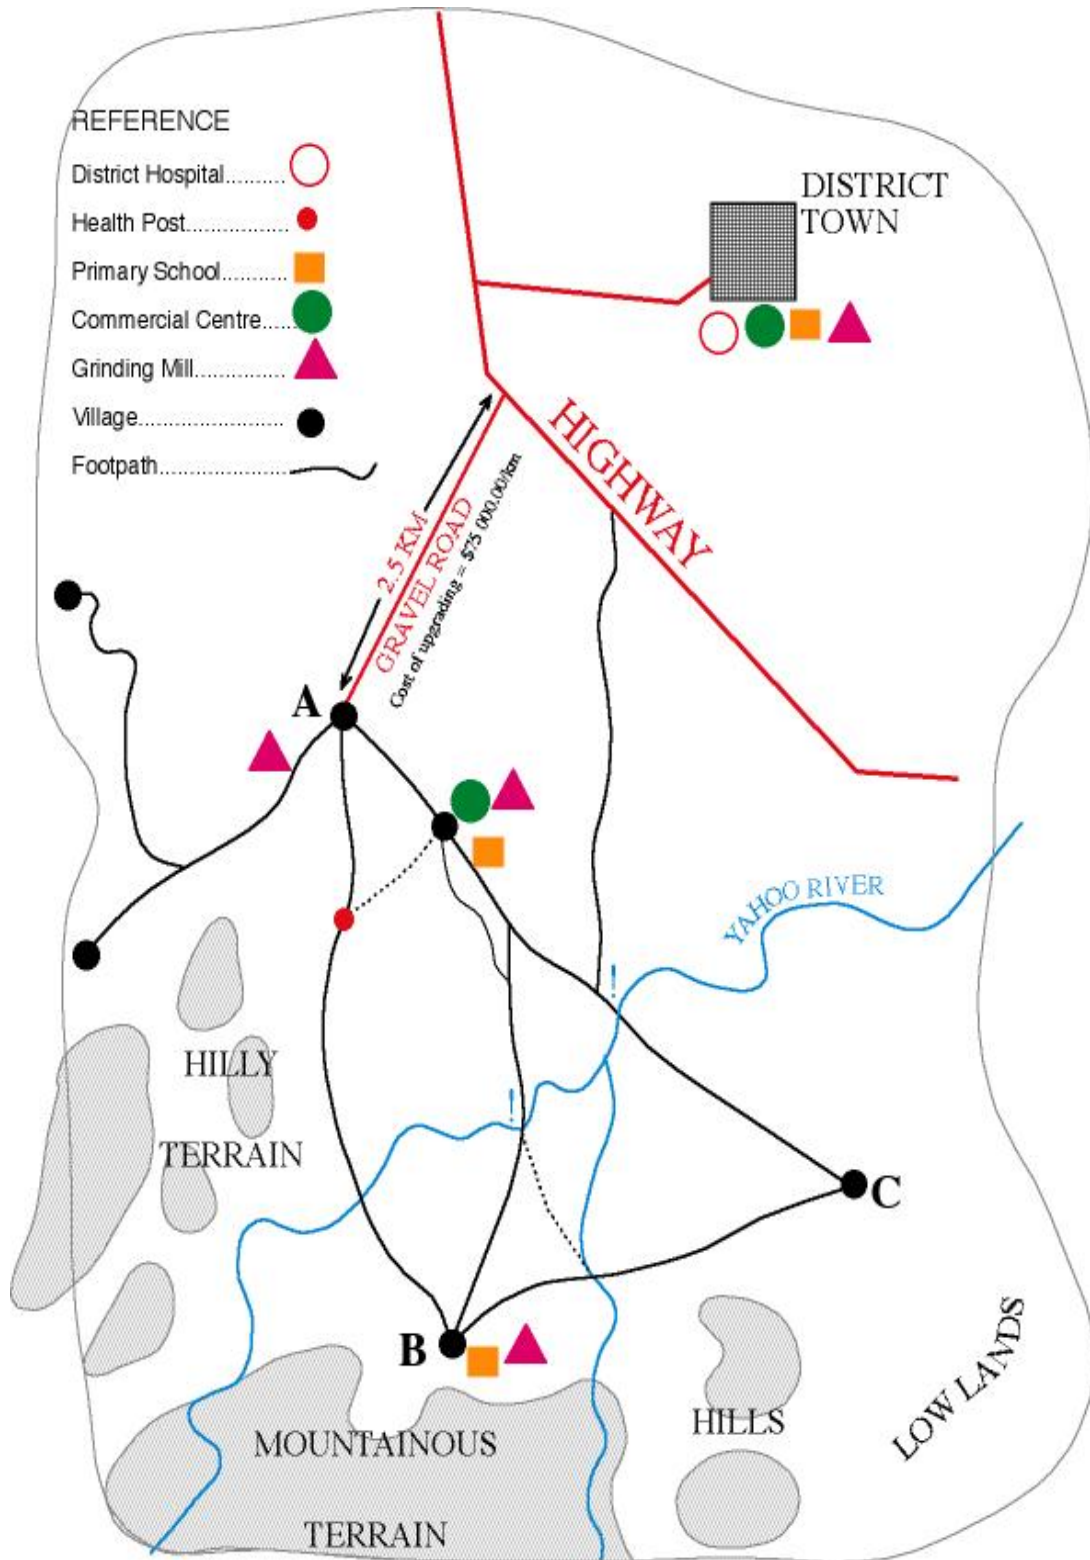 REFERENCE
District Hospital..........
Health Post.................
Primary School...........
Commercial Centre.....
Grinding Mill...............
Village........................
Footpath.....................
DISTRICT
TOWN
HIGHWAY
2.5 KM
GRAVEL ROAD
Cost of upgrading = $75 000.00/km
A
YAHOO RIVER
!
!
HILLY
TERRAIN
C
B
LOW LANDS
HILLS
MOUNTAINOUS
TERRAIN